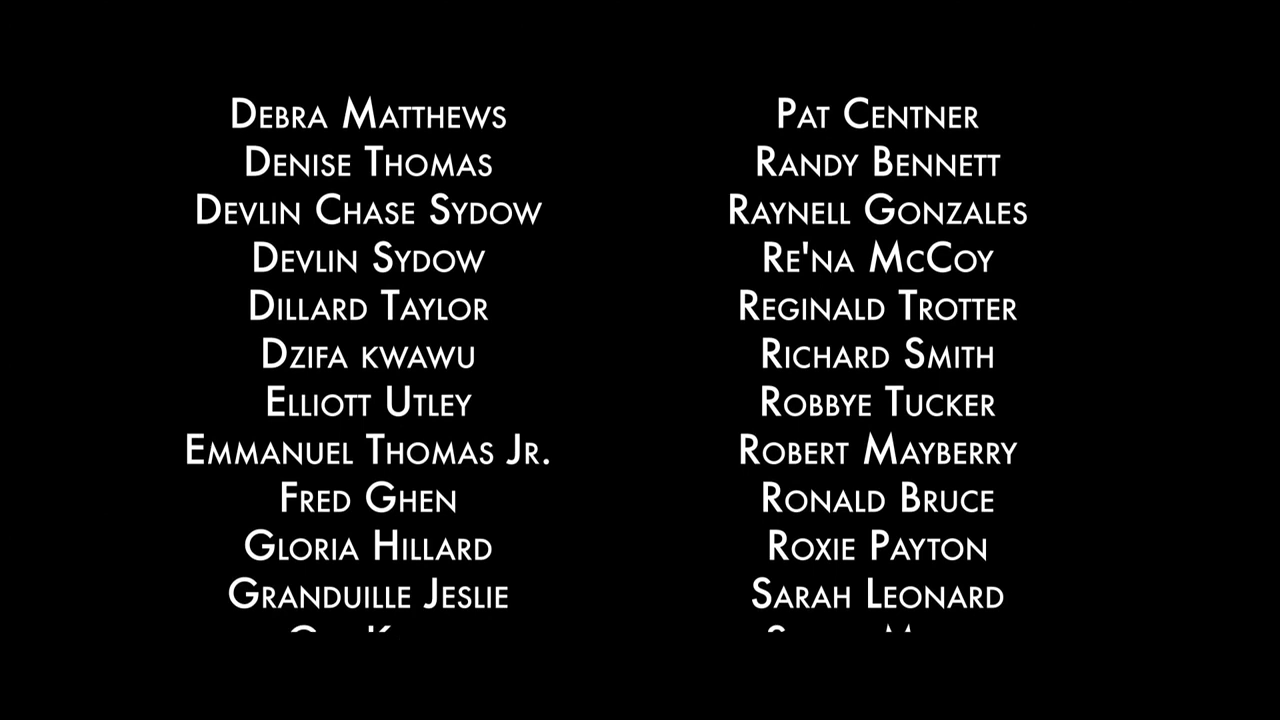 Debra Matthews
Denise Thomas
Devlin Chase Sydow
Devlin Sydow
Dillard Taylor
Dzifa kwawu
Elliott Utley
Emmanuel Thomas Jr.
Fred Ghen
Gloria Hillard
Granduille Jeslie
Pat Centner
Randy Bennett
Raynell Gonzales
Re'na McCoy
Reginald Trotter
Richard Smith
Robbye Tucker
Robert Mayberry
Ronald Bruce
Roxie Payton
Sarah Leonard